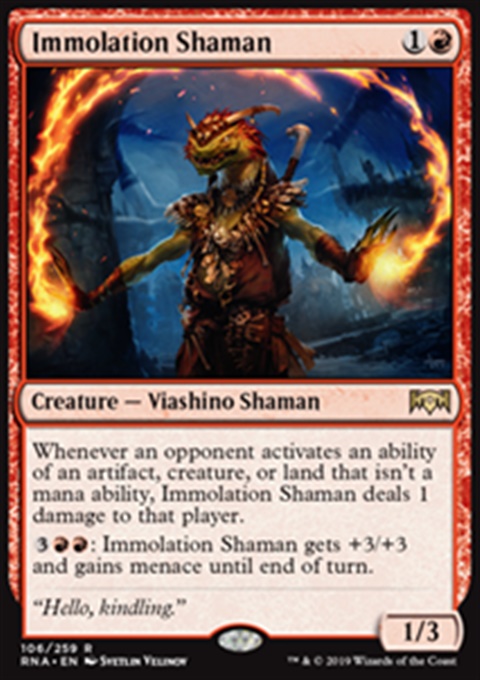 Immolation Shaman 1
Creature — Viashino Shaman
Whenever an opponent activates an ability
of an artifact, creature, or land that isn't a
mana ability, Immolation Shaman deals 1
damage to that player.
3: Immolation Shaman gets +3/+3
and gains menace until end of turn.
“Hello, kindling.”
1/3
106/259 R
RNA • EN Svetlin Velinov
™ & © 2019 Wizards of the Coast